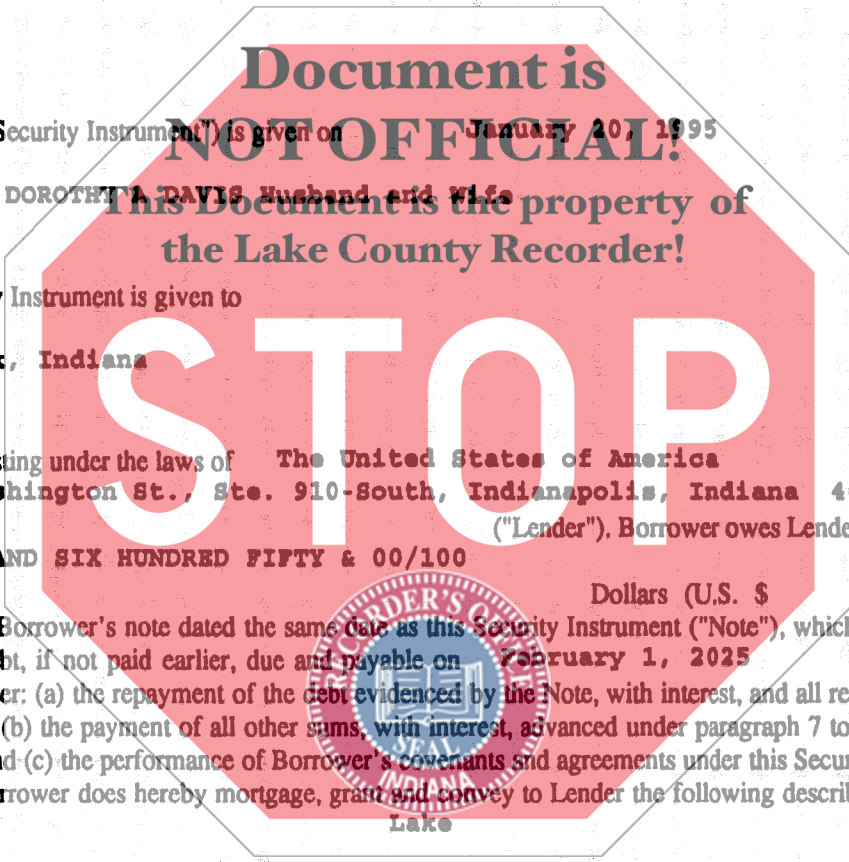 Document is
Security Instrument") is given on January 20, 1995
NOT OFFICIAL!
DOROTHY A DAVIS Husband and Wife
This Document is the property of
the Lake County Recorder!
Instrument is given to
, Indiana
STOP
under the laws of The United States of America
St., Ste. 910-South, Indianapolis, Indiana 4
("Lender"). Borrower owes Lende
SIX HUNDRED FIFTY & 00/100
Dollars (U.S. $
RECORDER'S OFFICE
Borrower's note dated the same date as this Security Instrument ("Note"), which
bt, if not paid earlier, due and payable on February 1, 2025
er: (a) the repayment of the debt evidenced by the Note, with interest, and all re
(b) the payment of all other sums, with interest, advanced under paragraph 7 to
SEAL
d (c) the performance of Borrower's covenants and agreements under this Secur
INDIANA
rrower does hereby mortgage, grant and convey to Lender the following describ
Lake